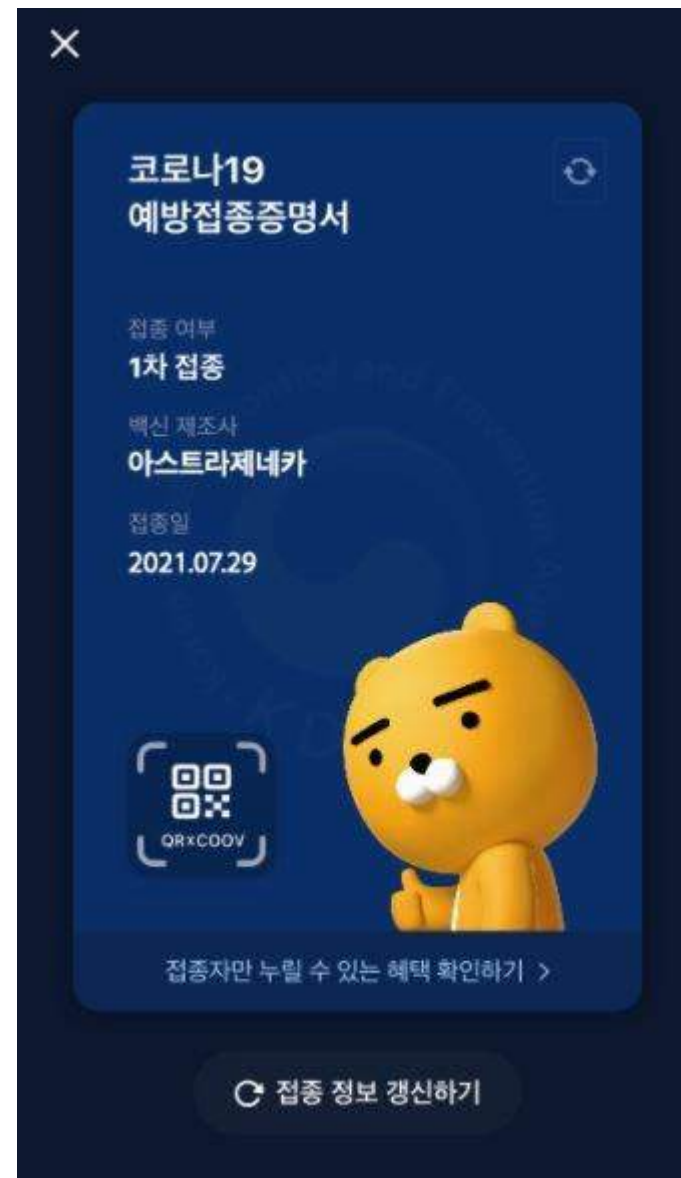 코로나19
예방접종증명서
접종 여부
1차 접종
백신 제조사
아스트라제네카
접종일
2021.07.29
QR×COOV
접종자만 누릴 수 있는 혜택 확인하기 >
접종 정보 갱신하기